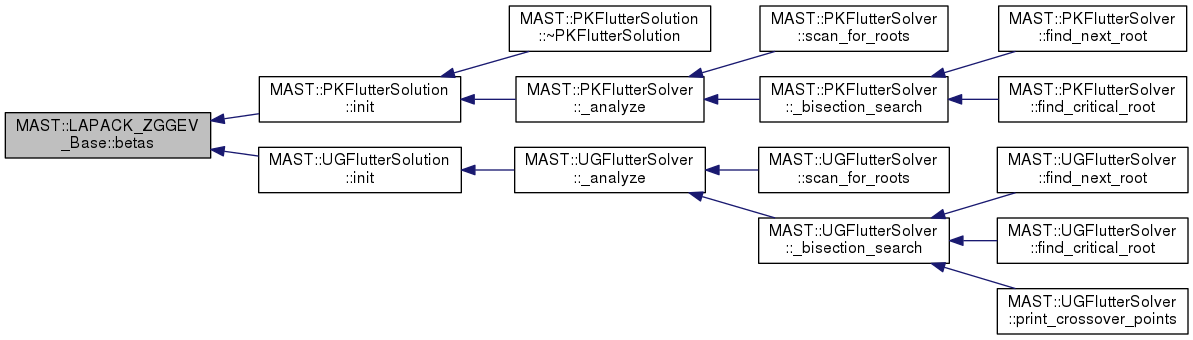 MAST::PKFlutterSolution
::~PKFlutterSolution
MAST::PKFlutterSolver
::scan_for_roots
MAST::PKFlutterSolver
::find_next_root
MAST::PKFlutterSolution
::init
MAST::PKFlutterSolver
::_analyze
MAST::PKFlutterSolver
::_bisection_search
MAST::PKFlutterSolver
::find_critical_root
MAST::LAPACK_ZGGEV
_Base::betas
MAST::UGFlutterSolution
::init
MAST::UGFlutterSolver
::_analyze
MAST::UGFlutterSolver
::scan_for_roots
MAST::UGFlutterSolver
::find_next_root
MAST::UGFlutterSolver
::_bisection_search
MAST::UGFlutterSolver
::find_critical_root
MAST::UGFlutterSolver
::print_crossover_points